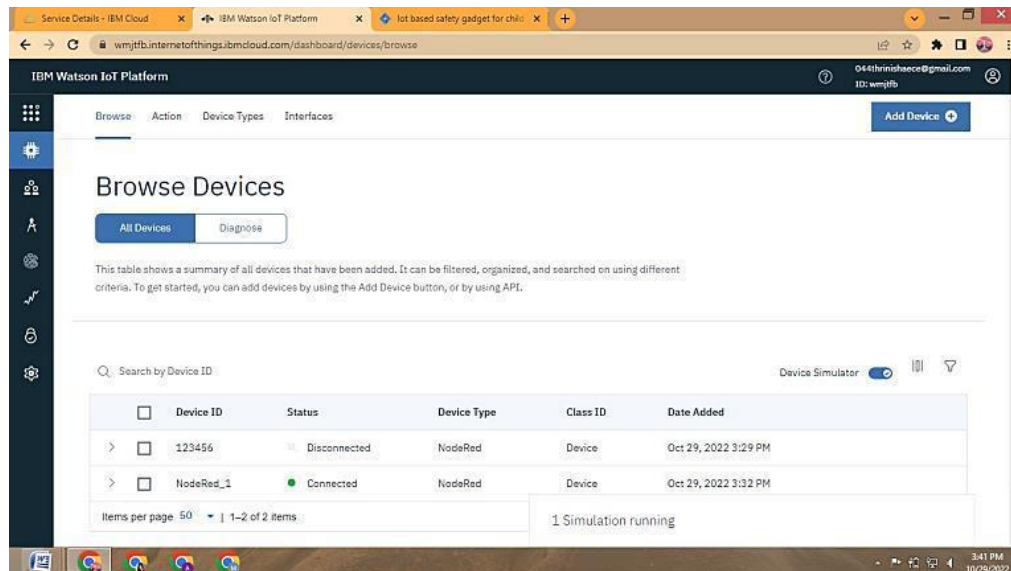 Service Details - IBM Cloud
IBM Watson IoT Platform
Iot based safety gadget for child
wmjtfb.internetofthings.ibmcloud.com/dashboard/devices/browse
IBM Watson IoT Platform
044thrinishaece@gmail.com
ID: wmjtfb
Browse Action Device Types Interfaces
Add Device
Browse Devices
All Devices Diagnose
This table shows a summary of all devices that have been added. It can be filtered, organized, and searched on using different
criteria. To get started, you can add devices by using the Add Device button, or by using API.
Search by Device ID
Device Simulator
Device ID Status Device Type Class ID Date Added
123456 Disconnected NodeRed Device Oct 29, 2022 3:29 PM
NodeRed_1 Connected NodeRed Device Oct 29, 2022 3:32 PM
Items per page 50 | 1–2 of 2 items
1 Simulation running
3:41 PM
10/29/2022